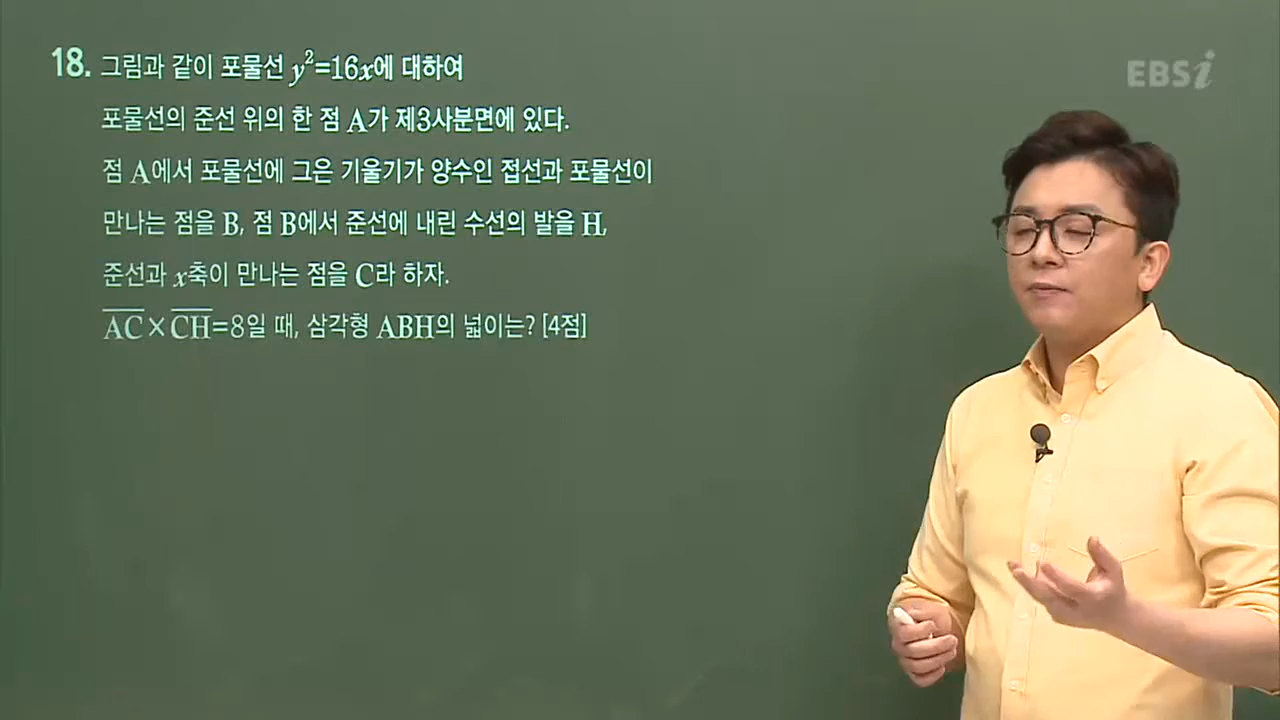 18. 그림과 같이 포물선 y²=16x에 대하여
포물선의 준선 위의 한 점 A가 제3사분면에 있다.
점 A에서 포물선에 그은 기울기가 양수인 접선과 포물선이
만나는 점을 B, 점 B에서 준선에 내린 수선의 발을 H,
준선과 x축이 만나는 점을 C라 하자.
A̅C̅×C̅H̅=8일 때, 삼각형 ABH의 넓이는? [4점]
EBSi